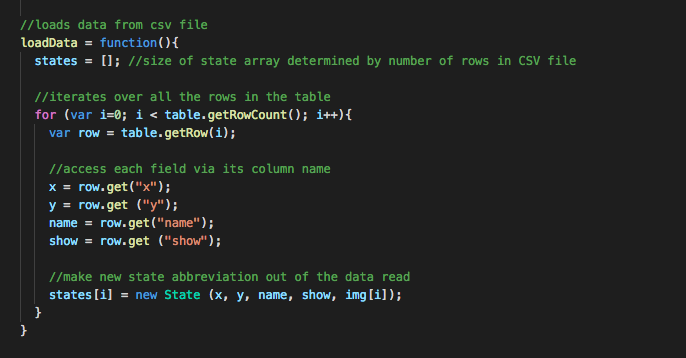 //loads data from csv file
loadData = function(){
states = []; //size of state array determined by number of rows in CSV file
//iterates over all the rows in the table
for (var i=0; i < table.getRowCount(); i++){
var row = table.getRow(i);
//access each field via its column name
x = row.get("x");
y = row.get ("y");
name = row.get("name");
show = row.get ("show");
//make new state abbreviation out of the data read
states[i] = new State (x, y, name, show, img[i]);
}
}